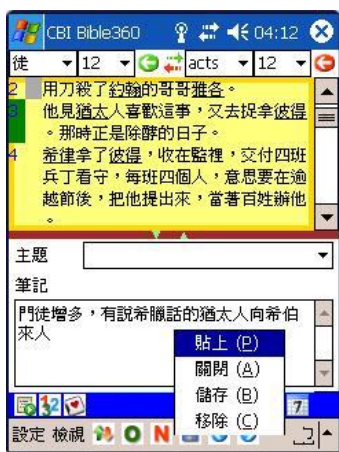 CBI Bible360 04:12
徒 12 acts 12
2 用刀殺了約翰的哥哥雅各。
3 他見猶太人喜歡這事,又去捉拿彼得
。那時正是除酵的日子。
4 希律拿了彼得,收在監裡,交付四班
兵丁看守,每班四個人,意思要在逾
越節後,把他提出來,當著百姓辦他
。
主題
筆記
門徒增多,有說希臘話的猶太人向希伯
來人
貼上 (P)
關閉 (A)
儲存 (B)
移除 (C)
32 7
設定 檢視 O N